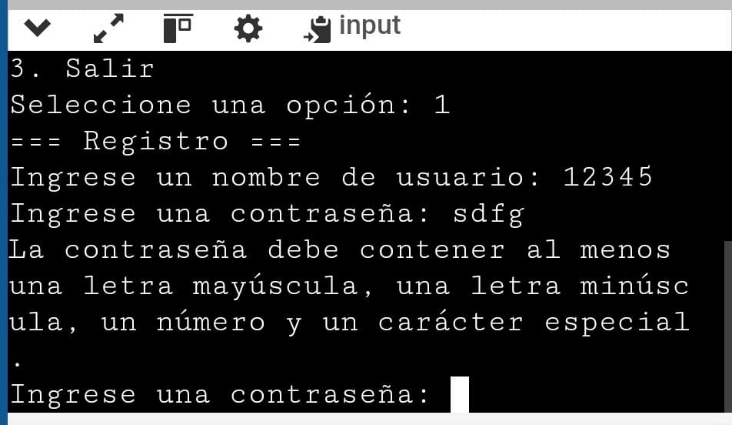 input
3. Salir
Seleccione una opción: 1
=== Registro ===
Ingrese un nombre de usuario: 12345
Ingrese una contraseña: sdfg
La contraseña debe contener al menos
una letra mayúscula, una letra minúsc
ula, un número y un carácter especial
.
Ingrese una contraseña: